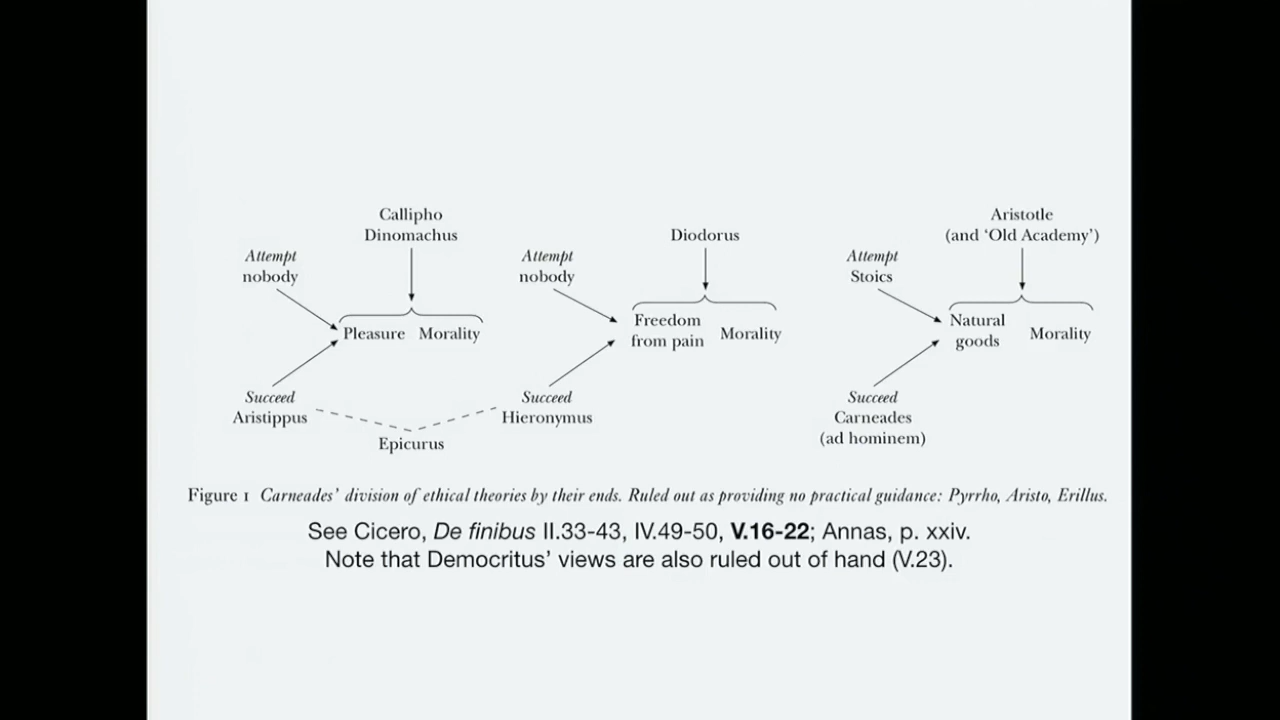 Callipho
Dinomachus
Attempt
nobody
Pleasure Morality
Succeed
Aristippus
Epicurus
Diodorus
Attempt
nobody
Freedom
from pain
Morality
Succeed
Hieronymus
Aristotle
(and ‘Old Academy’)
Attempt
Stoics
Natural
goods
Morality
Succeed
Carneades
(ad hominem)
Figure 1 Carneades’ division of ethical theories by their ends. Ruled out as providing no practical guidance: Pyrrho, Aristo, Erillus.
See Cicero, De finibus II.33-43, IV.49-50, V.16-22; Annas, p. xxiv.
Note that Democritus’ views are also ruled out of hand (V.23).